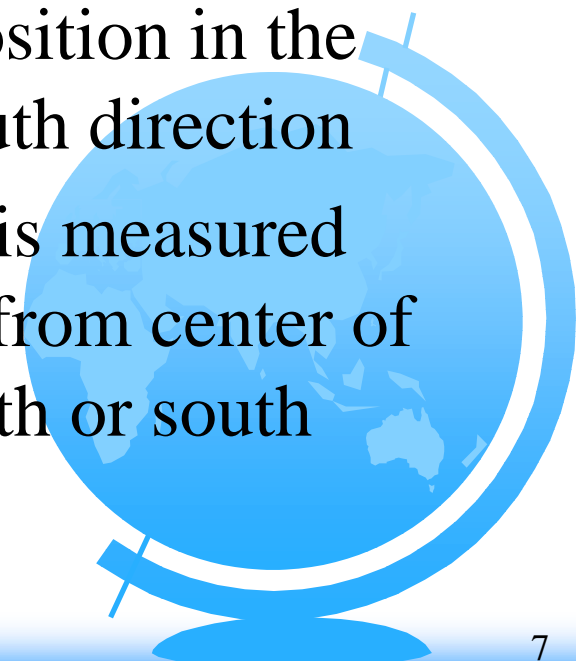 osition in the
uth direction
is measured
from center of
th or south
7